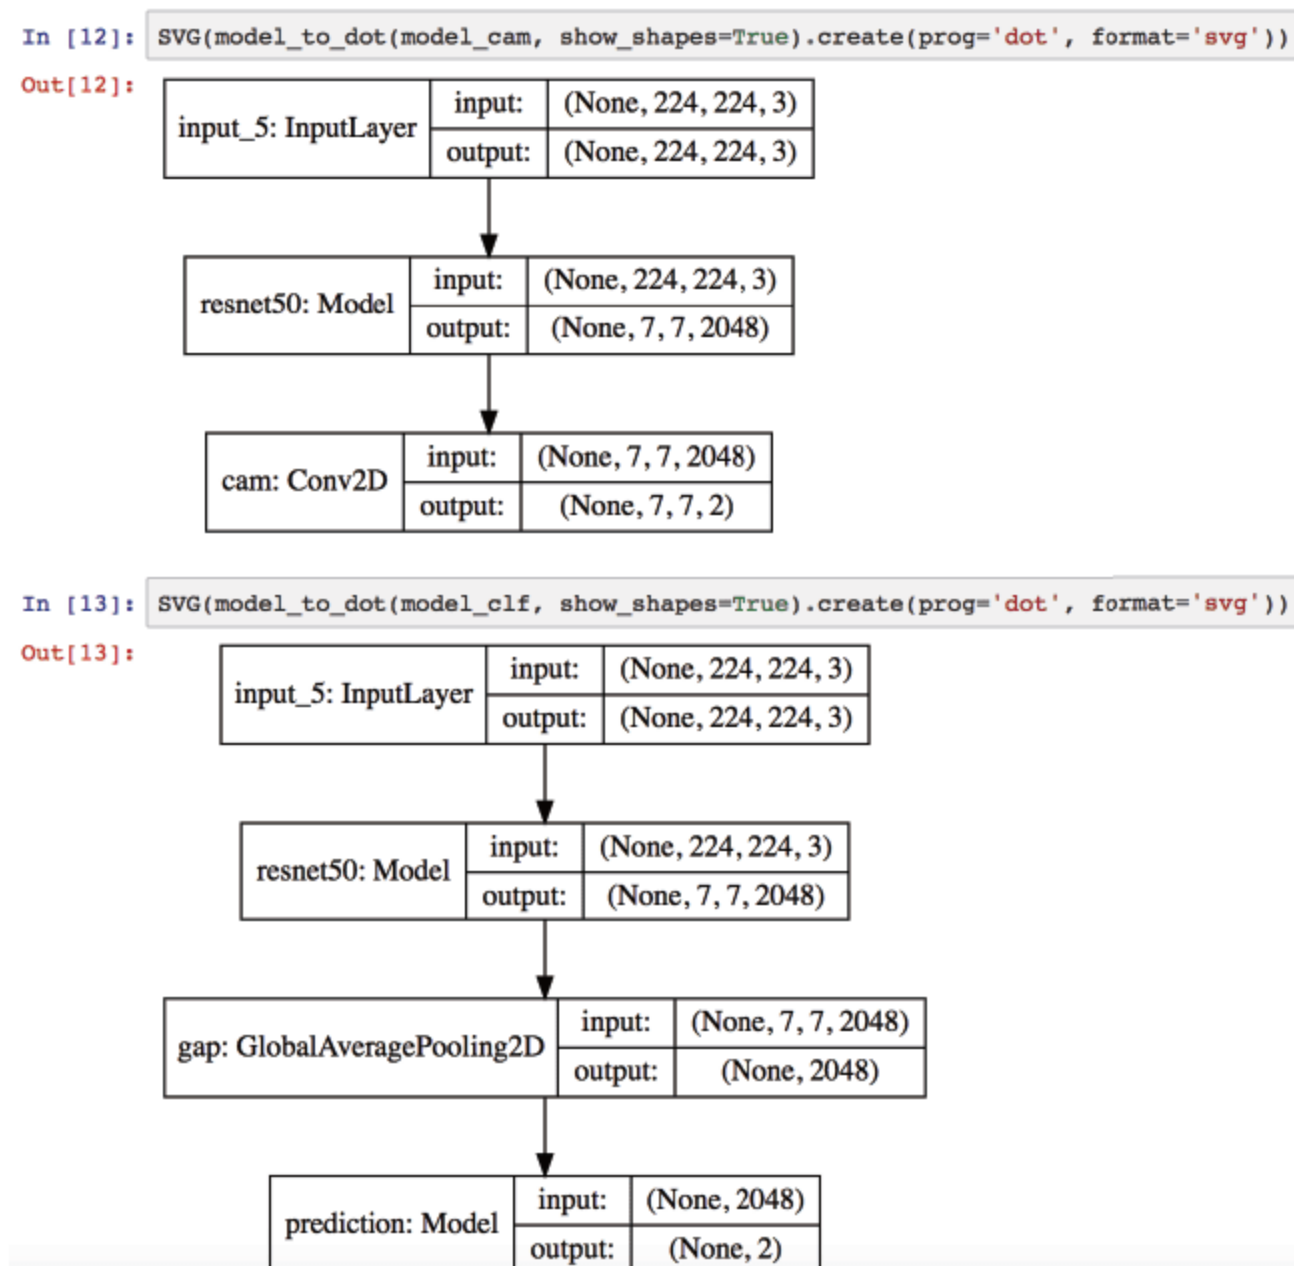 In [12]: SVG(model_to_dot(model_cam, show_shapes=True).create(prog='dot', format='svg'))
Out[12]:
input_5: InputLayer input: (None, 224, 224, 3)
output: (None, 224, 224, 3)
resnet50: Model input: (None, 224, 224, 3)
output: (None, 7, 7, 2048)
cam: Conv2D input: (None, 7, 7, 2048)
output: (None, 7, 7, 2)
In [13]: SVG(model_to_dot(model_clf, show_shapes=True).create(prog='dot', format='svg'))
Out[13]:
input_5: InputLayer input: (None, 224, 224, 3)
output: (None, 224, 224, 3)
resnet50: Model input: (None, 224, 224, 3)
output: (None, 7, 7, 2048)
gap: GlobalAveragePooling2D input: (None, 7, 7, 2048)
output: (None, 2048)
prediction: Model input: (None, 2048)
output: (None, 2)